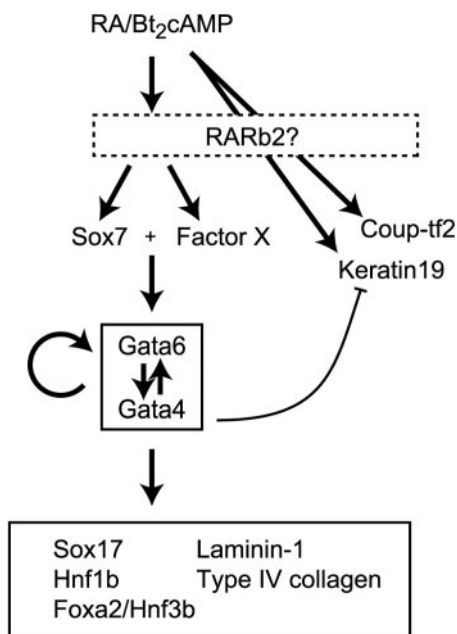 RA/Bt₂cAMP
RARb2?
Sox7 + Factor X
Coup-tf2
Keratin19
Gata6
Gata4
Sox17 Laminin-1
Hnf1b Type IV collagen
Foxa2/Hnf3b